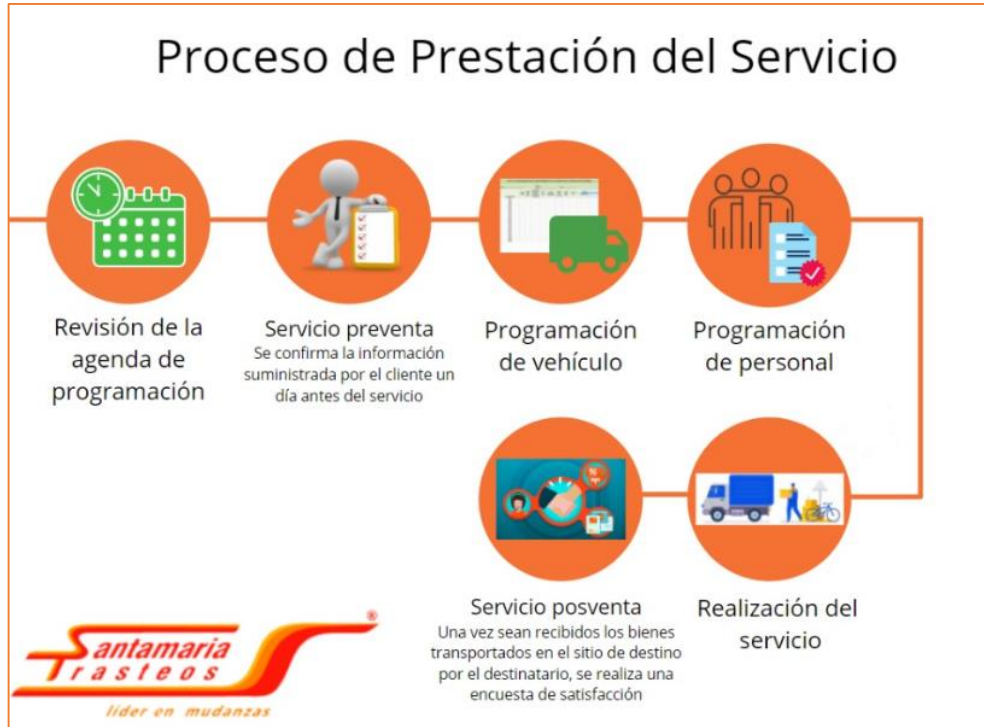 Proceso de Prestación del Servicio
Revisión de la
agenda de
programación
Servicio preventa
Se confirma la información
suministrada por el cliente un
día antes del servicio
Programación
de vehículo
Programación
de personal
Servicio posventa
Una vez sean recibidos los bienes
transportados en el sitio de destino
por el destinatario, se realiza una
encuesta de satisfacción
Realización del
servicio
Santamaria
Trasteos
®
líder en mudanzas